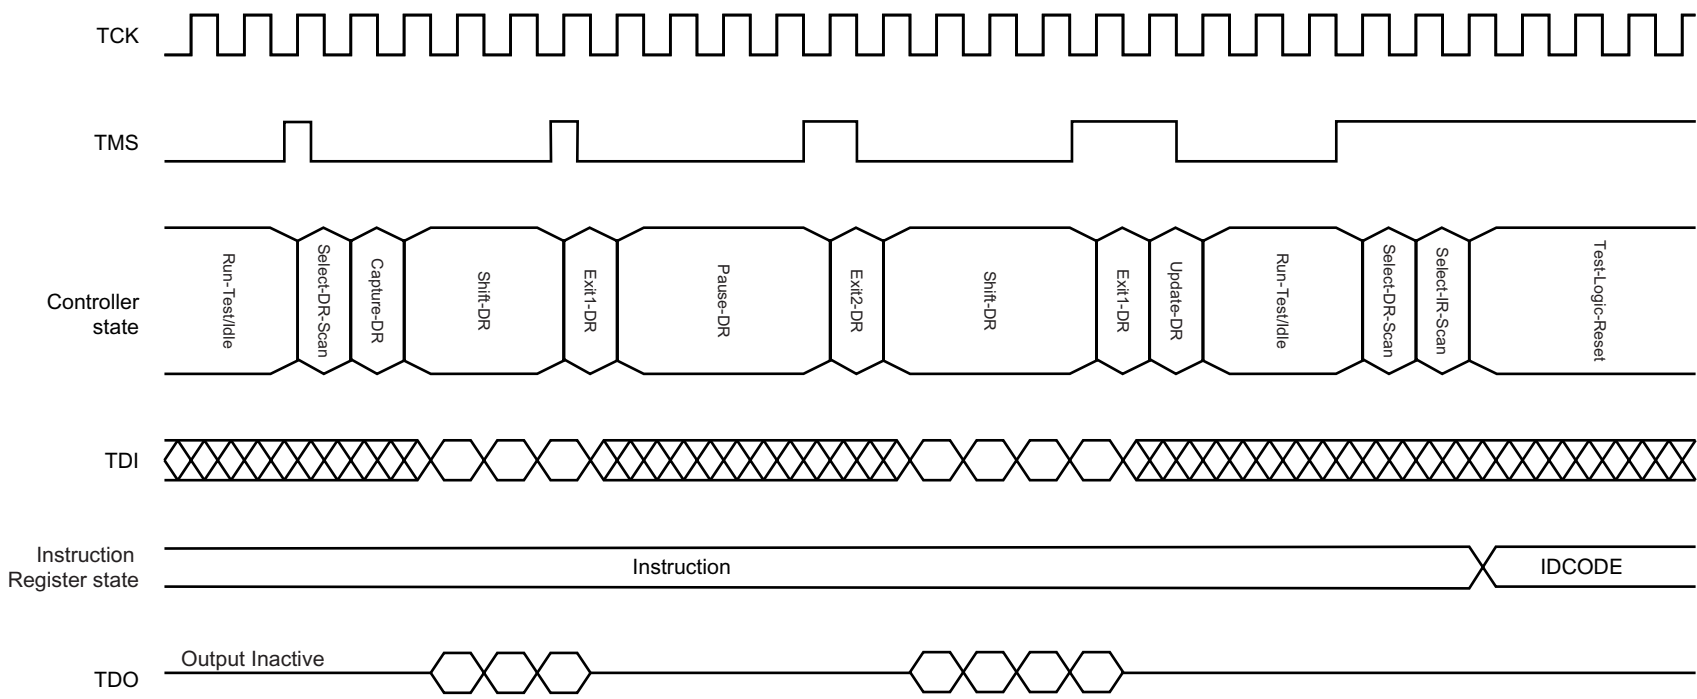 TCK
TMS
Controller
state
Run-Test/Idle
Select-DR-Scan
Capture-DR
Shift-DR
Exit1-DR
Pause-DR
Exit2-DR
Shift-DR
Exit1-DR
Update-DR
Run-Test/Idle
Select-DR-Scan
Select-IR-Scan
Test-Logic-Reset
TDI
Instruction
Register state
Instruction
IDCODE
Output Inactive
TDO